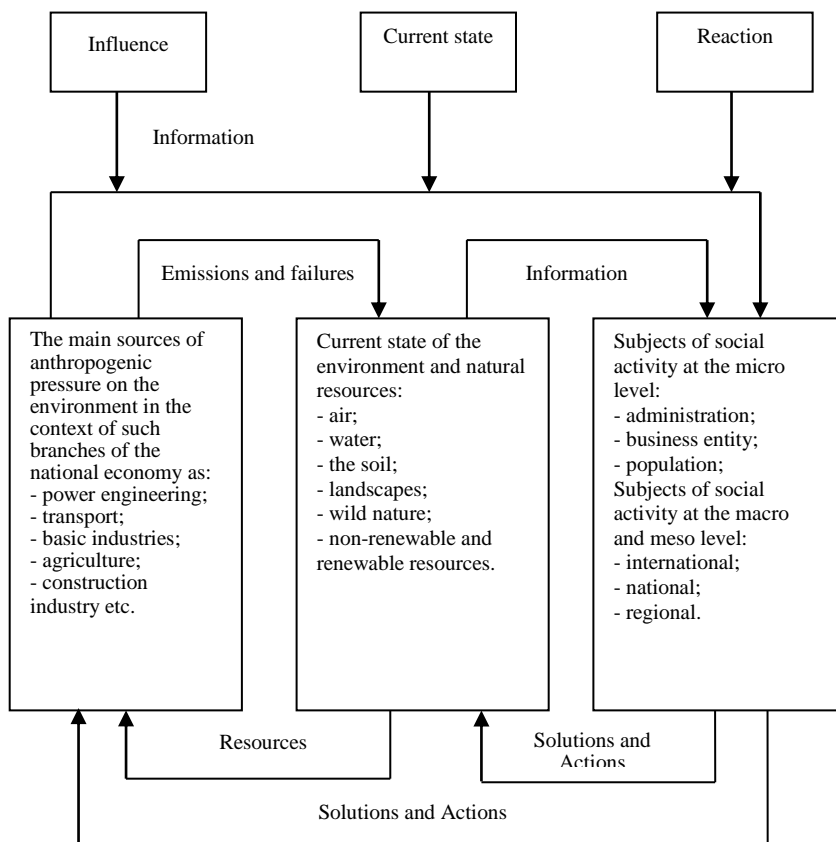 Influence
Current state
Reaction
Information
Emissions and failures
Information
The main sources of
anthropogenic
pressure on the
environment in the
context of such
branches of the
national economy as:
- power engineering;
- transport;
- basic industries;
- agriculture;
- construction
industry etc.
Current state of the
environment and natural
resources:
- air;
- water;
- the soil;
- landscapes;
- wild nature;
- non-renewable and
renewable resources.
Subjects of social
activity at the micro
level:
- administration;
- business entity;
- population;
Subjects of social
activity at the macro
and meso level:
- international;
- national;
- regional.
Resources
Solutions and
Actions
Solutions and Actions